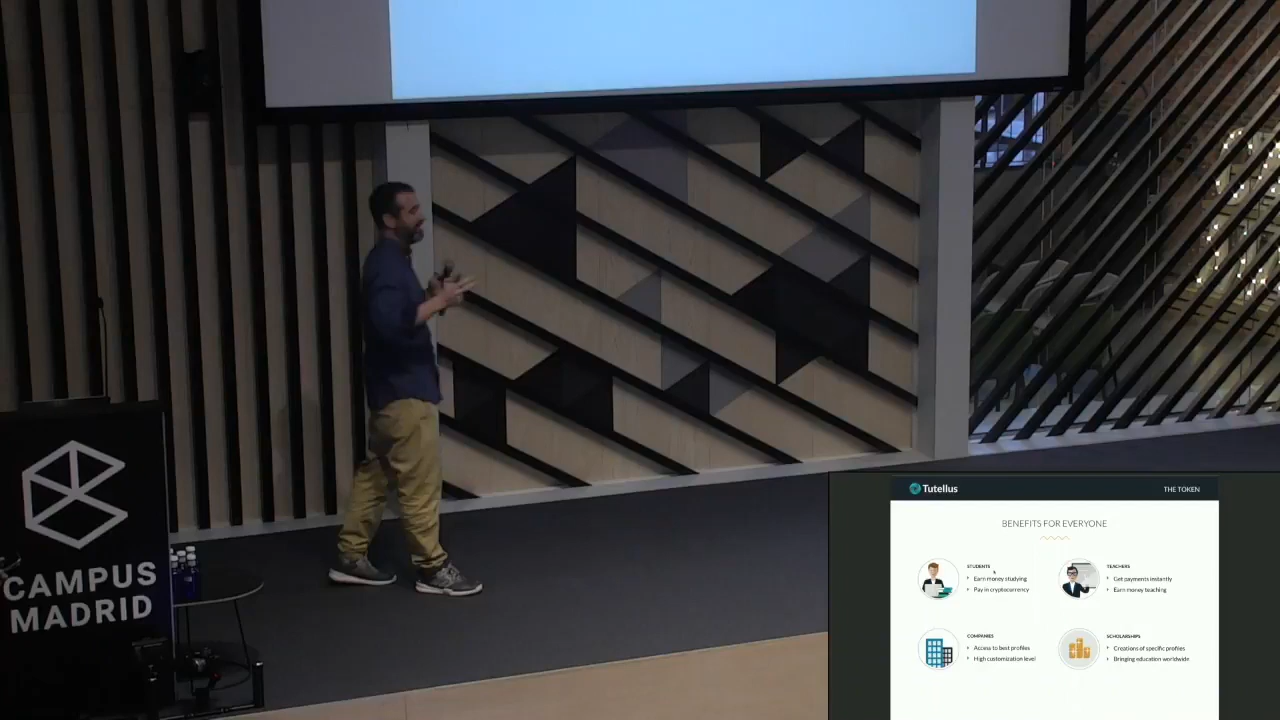 CAMPUS
MADRID
Tutellus
THE TOKEN
BENEFITS FOR EVERYONE
STUDENTS
Earn money studying
Pay in cryptocurrency
TEACHERS
Get payments instantly
Earn money teaching
COMPANIES
Access to best profiles
High customization level
SCHOLARSHIPS
Creations of specific profiles
Bringing education worldwide